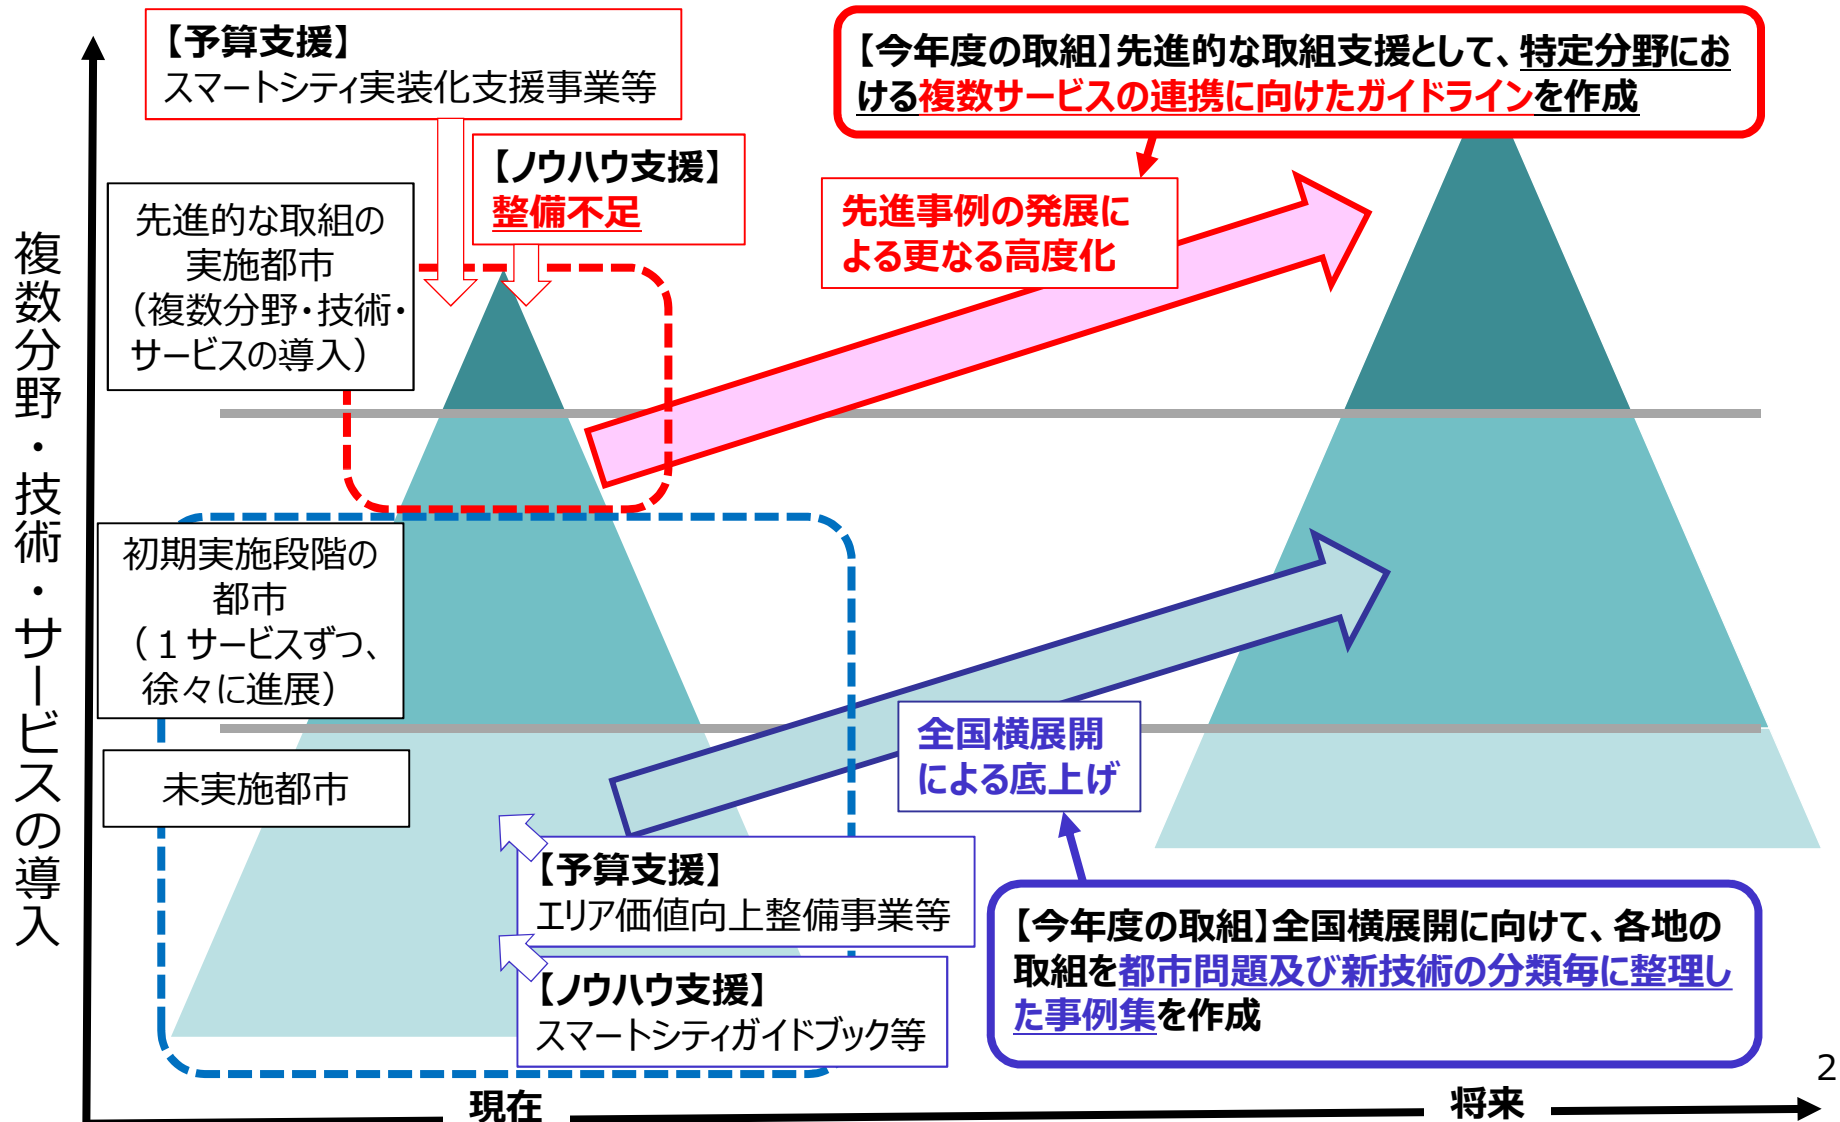 【予算支援】
スマートシティ実装化支援事業等
【今年度の取組】先進的な取組支援として、特定分野にお
ける複数サービスの連携に向けたガイドラインを作成
【ノウハウ支援】
整備不足
先進的な取組の
実施都市
（複数分野・技術・
サービスの導入）
先進事例の発展に
よる更なる高度化
複数分野・技術・サービスの導入
初期実施段階の
都市
（１サービスずつ、
徐々に進展）
全国横展開
による底上げ
未実施都市
【予算支援】
エリア価値向上整備事業等
【ノウハウ支援】
スマートシティガイドブック等
【今年度の取組】全国横展開に向けて、各地の
取組を都市問題及び新技術の分類毎に整理し
た事例集を作成
現在
将来
2